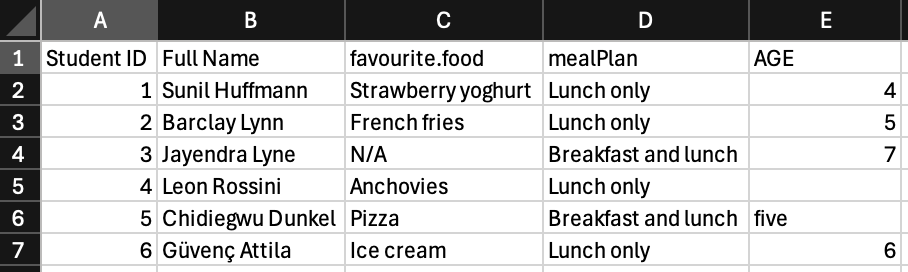 A B C D E
1 Student ID Full Name favourite.food mealPlan AGE
2 1 Sunil Huffmann Strawberry yoghurt Lunch only 4
3 2 Barclay Lynn French fries Lunch only 5
4 3 Jayendra Lyne N/A Breakfast and lunch 7
5 4 Leon Rossini Anchovies Lunch only
6 5 Chidiegwu Dunkel Pizza Breakfast and lunch five
7 6 Güvenç Attila Ice cream Lunch only 6